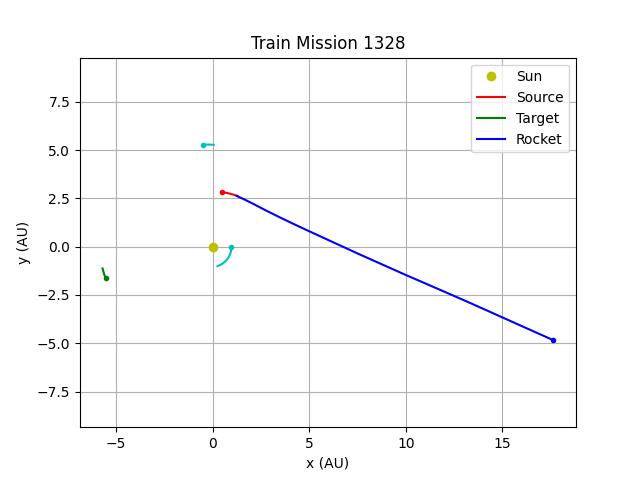 Train Mission 1328
Sun
Source
Target
Rocket
7.5
5.0
2.5
0.0
−2.5
−5.0
−7.5
y (AU)
−5
0
5
10
15
x (AU)